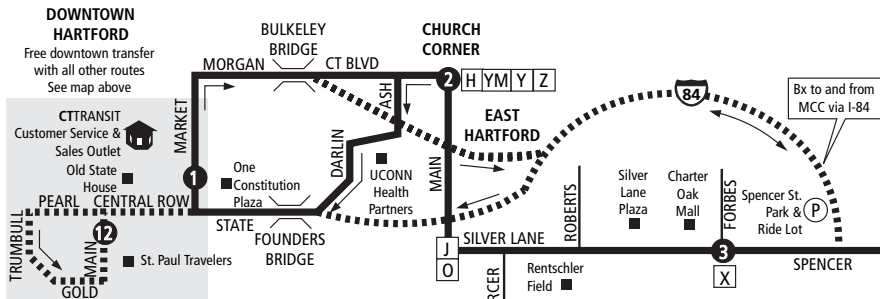 DOWNTOWN
HARTFORD
Free downtown transfer
with all other routes
See map above
BULKELEY
BRIDGE
MORGAN
CT BLVD
CHURCH
CORNER
2
H YM Y Z
ASH
84
Bx to and from
MCC via I-84
CTTRANSIT
Customer Service &
Sales Outlet
MARKET
EAST
HARTFORD
DARLIN
Old State
House
1
One
Constitution
Plaza
UCONN
Health
Partners
MAIN
ROBERTS
Silver
Lane
Plaza
Charter
Oak
Mall
FORBES
Spencer St.
Park &
Ride Lot
P
PEARL
CENTRAL ROW
STATE
FOUNDERS
BRIDGE
TRUMBULL
12
MAIN
GOLD
St. Paul Travelers
J
O
SILVER LANE
3
X
SPENCER
RCER
Rentschler
Field